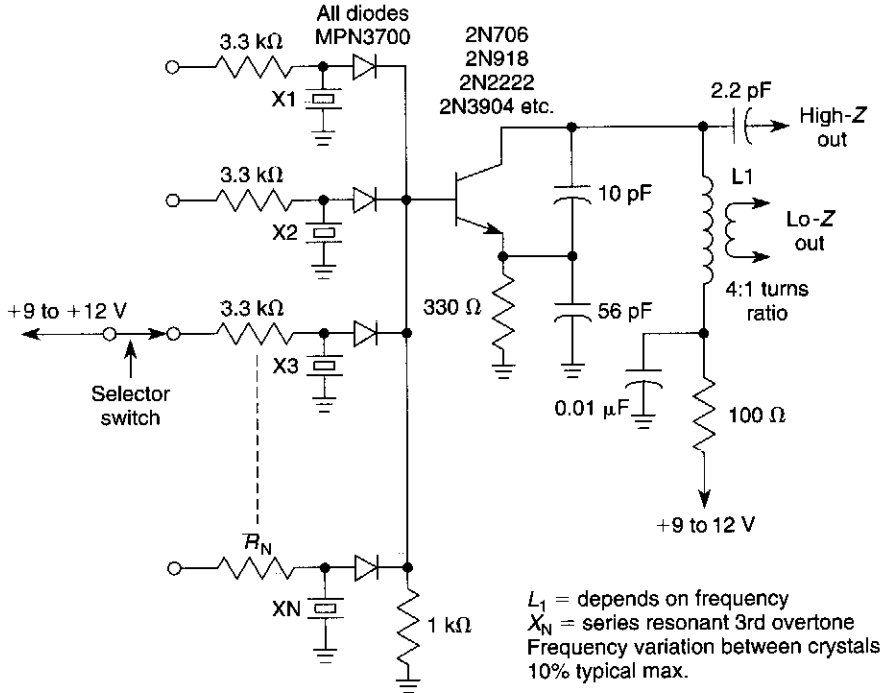 All diodes
MPN3700
3.3 kΩ
X1
2N706
2N918
2N2222
2N3904 etc.
2.2 pF
High-Z
out
3.3 kΩ
X2
10 pF
L1
Lo-Z
out
4:1 turns
ratio
+9 to +12 V
3.3 kΩ
X3
Selector
switch
330 Ω
56 pF
0.01 µF
100 Ω
+9 to 12 V
RN
XN
1 kΩ
L1 = depends on frequency
XN = series resonant 3rd overtone
Frequency variation between crystals
10% typical max.